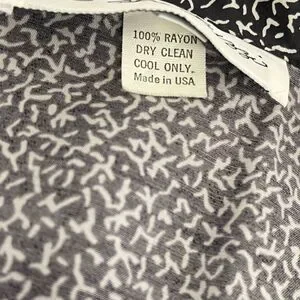 100% RAYON
DRY CLEAN
COOL ONLY.
Made in USA